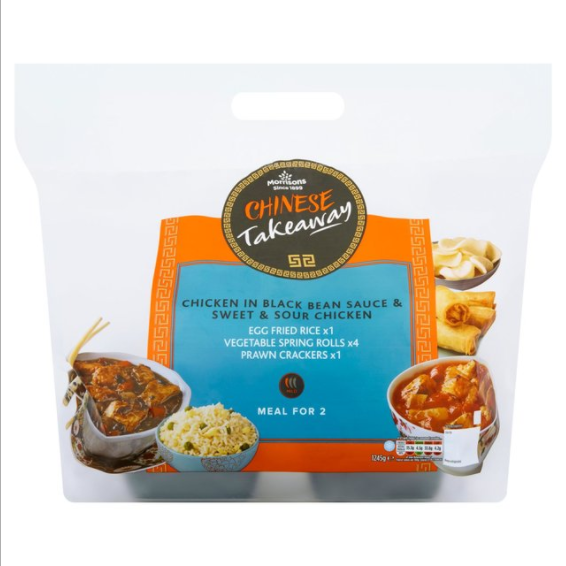 Morrisons
Since 1899
CHINESE
Takeaway
CHICKEN IN BLACK BEAN SAUCE &
SWEET & SOUR CHICKEN
EGG FRIED RICE x1
VEGETABLE SPRING ROLLS x4
PRAWN CRACKERS x1
MEAL FOR 2
1245g e